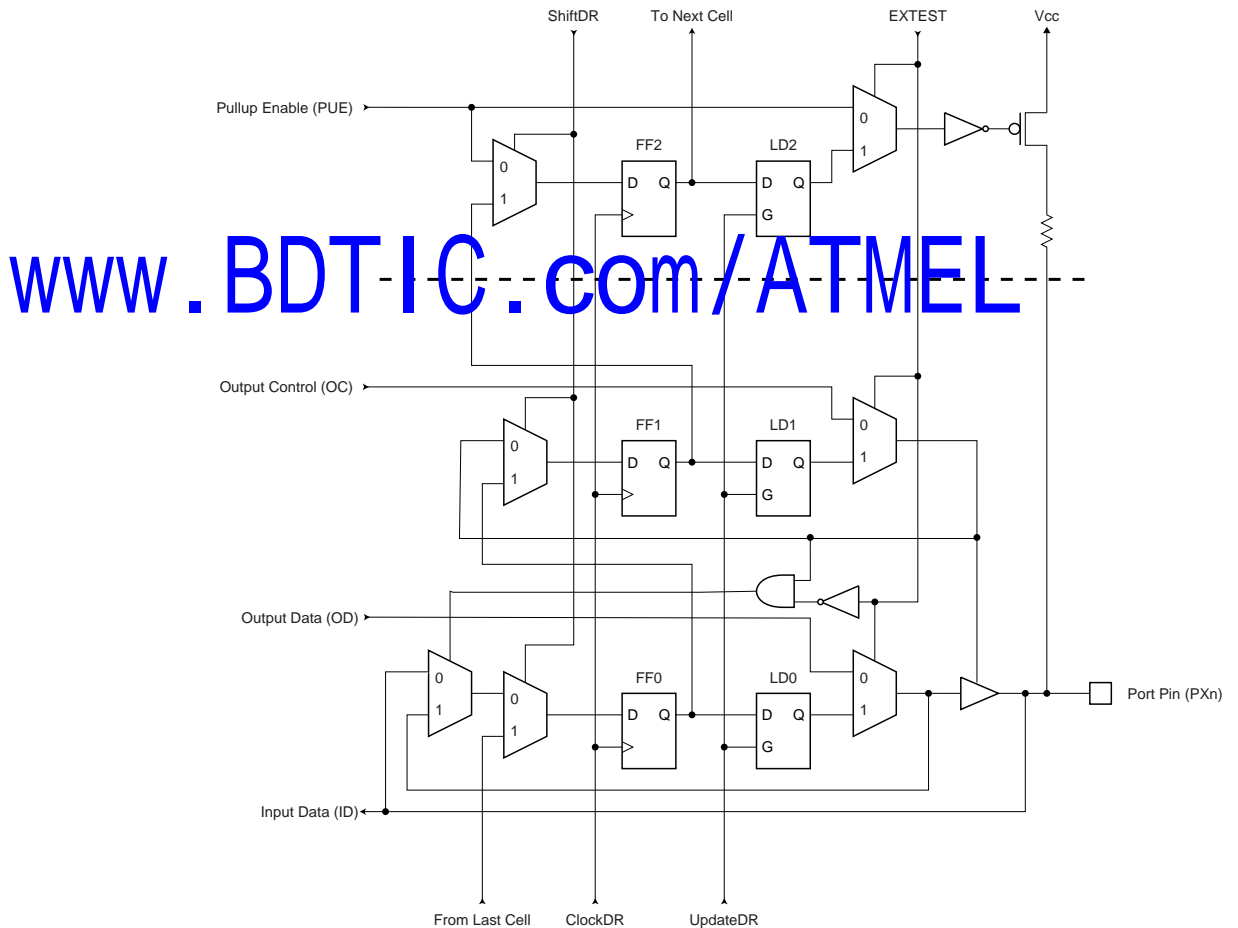 ShiftDR To Next Cell EXTEST Vcc
Pullup Enable (PUE)
0
1
FF2
D Q
LD2
D Q
G
0
1
www.BDTIC.com/ATMEL
Output Control (OC)
0
1
FF1
D Q
LD1
D Q
G
0
1
Output Data (OD)
0
1
0
1
FF0
D Q
LD0
D Q
G
0
1
Port Pin (PXn)
Input Data (ID)
From Last Cell ClockDR UpdateDR